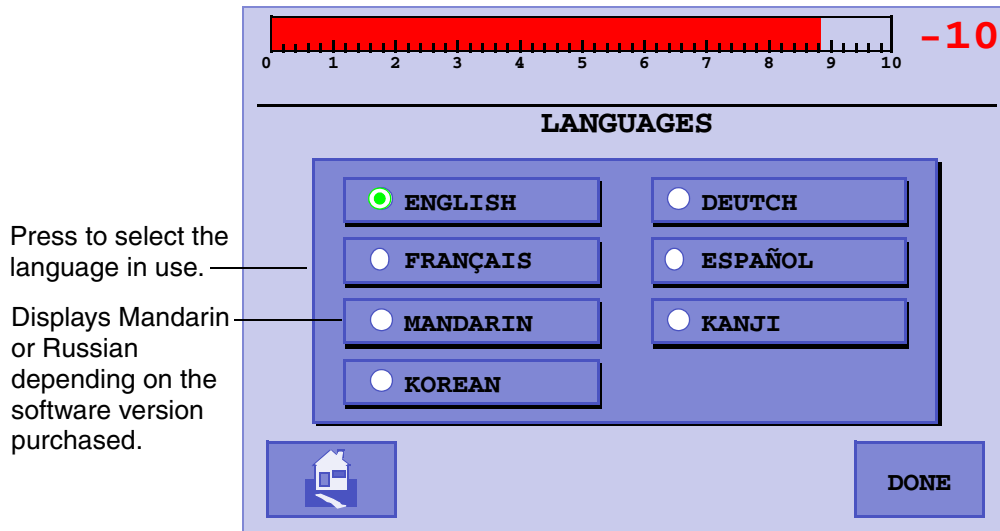 -10
0 1 2 3 4 5 6 7 8 9 10
LANGUAGES
ENGLISH
DEUTCH
FRANÇAIS
ESPAÑOL
MANDARIN
KANJI
KOREAN
Press to select the
language in use.
Displays Mandarin
or Russian
depending on the
software version
purchased.
DONE